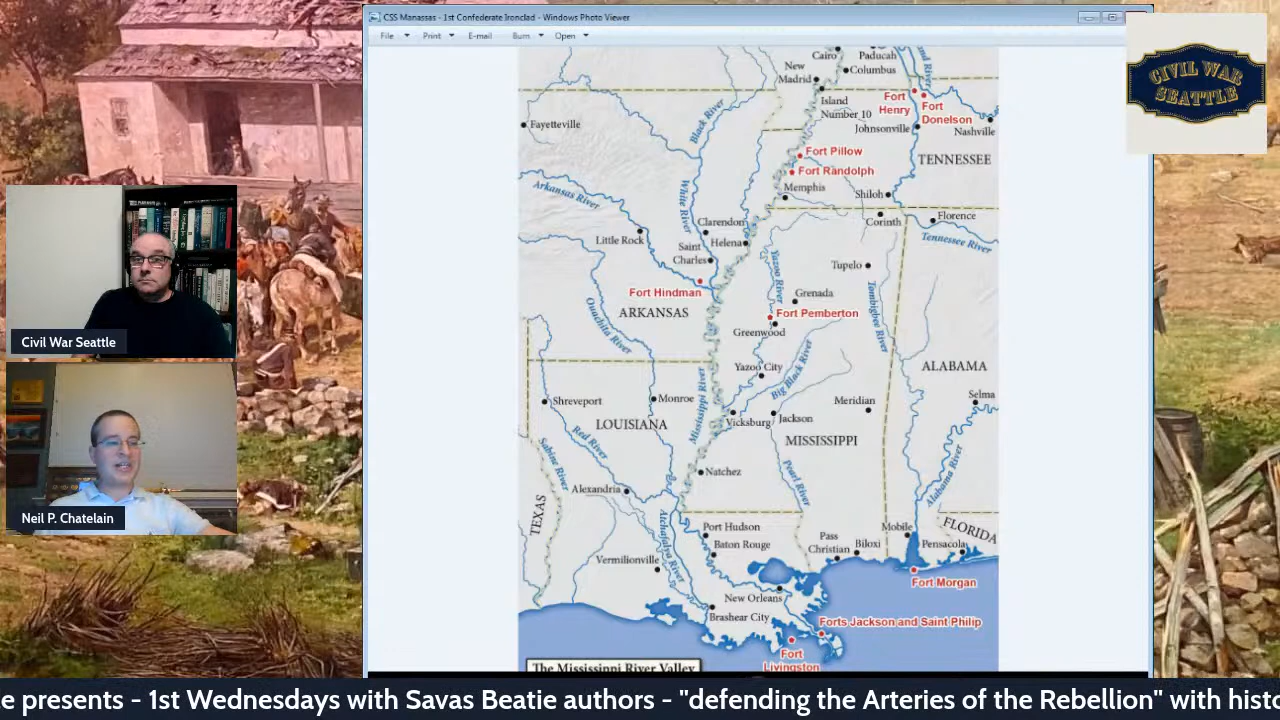 CSS Manassas - 1st Confederate Ironclad - Windows Photo Viewer
File Print E-mail Burn Open
CIVIL WAR
SEATTLE
Cairo
Paducah
New
Madrid
Columbus
Island
Number 10
Fort
Henry
Fort
Donelson
Johnsonville
Nashville
Fayetteville
Black River
Fort Pillow
TENNESSEE
Fort Randolph
Arkansas River
White River
Memphis
Shiloh
Clarendon
Corinth
Florence
Little Rock
Saint
Charles
Helena
Tennessee River
Yazoo River
Tupelo
Fort Hindman
Grenada
Tombigbee River
ARKANSAS
Fort Pemberton
Ouachita River
Greenwood
Yazoo City
Big Black River
ALABAMA
Mississippi River
Shreveport
Monroe
Meridian
Selma
LOUISIANA
Vicksburg
Jackson
MISSISSIPPI
Red River
Sabine River
Natchez
Pearl River
Alabama River
Alexandria
TEXAS
Atchafalya River
Port Hudson
Mobile
FLORIDA
Baton Rouge
Pass
Christian
Biloxi
Pensacola
Vermilionville
Fort Morgan
New Orleans
Brashear City
Forts Jackson and Saint Philip
Fort
Livingston
The Mississippi River Valley
Civil War Seattle
Neil P. Chatelain
e presents - 1st Wednesdays with Savas Beatie authors - "defending the Arteries of the Rebellion" with histo